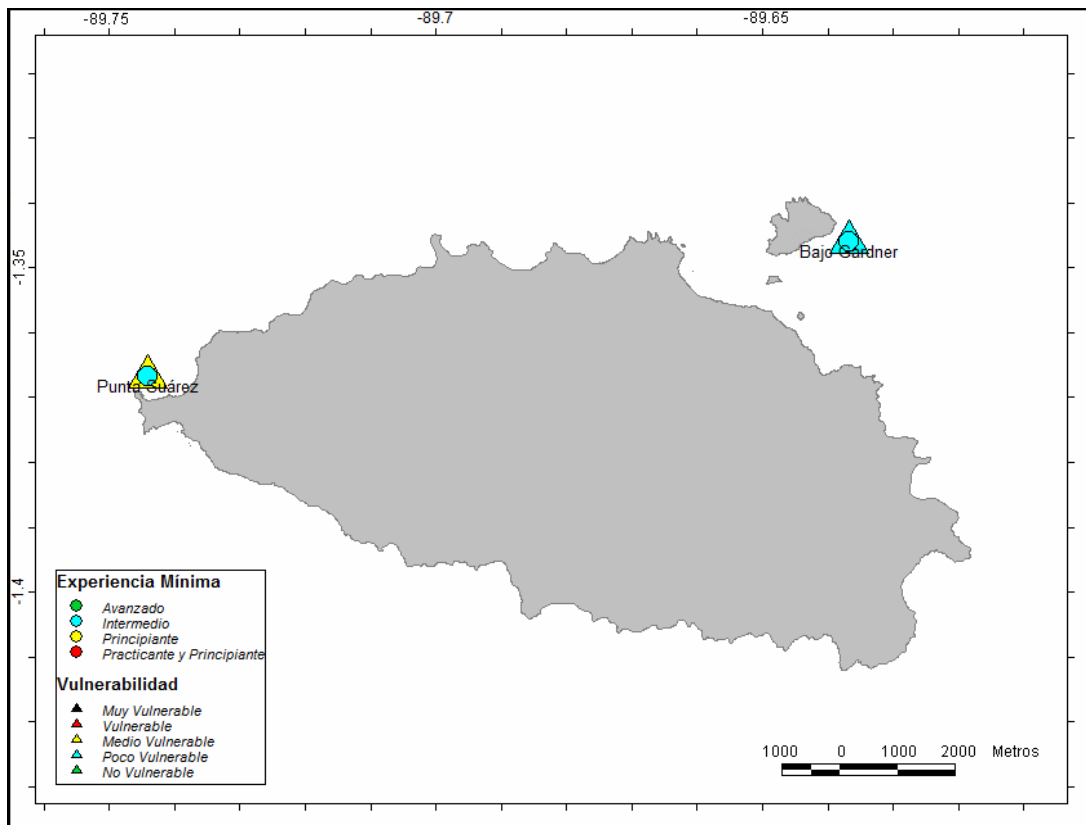 -89.75 -89.7 -89.65
Bajo Gardner
-1.35
Punta Suárez
-1.4
Experiencia Mínima
Avanzado
Intermedio
Principiante
Practicante y Principiante
Vulnerabilidad
Muy Vulnerable
Vulnerable
Medio Vulnerable
Poco Vulnerable
No Vulnerable
1000 0 1000 2000 Metros